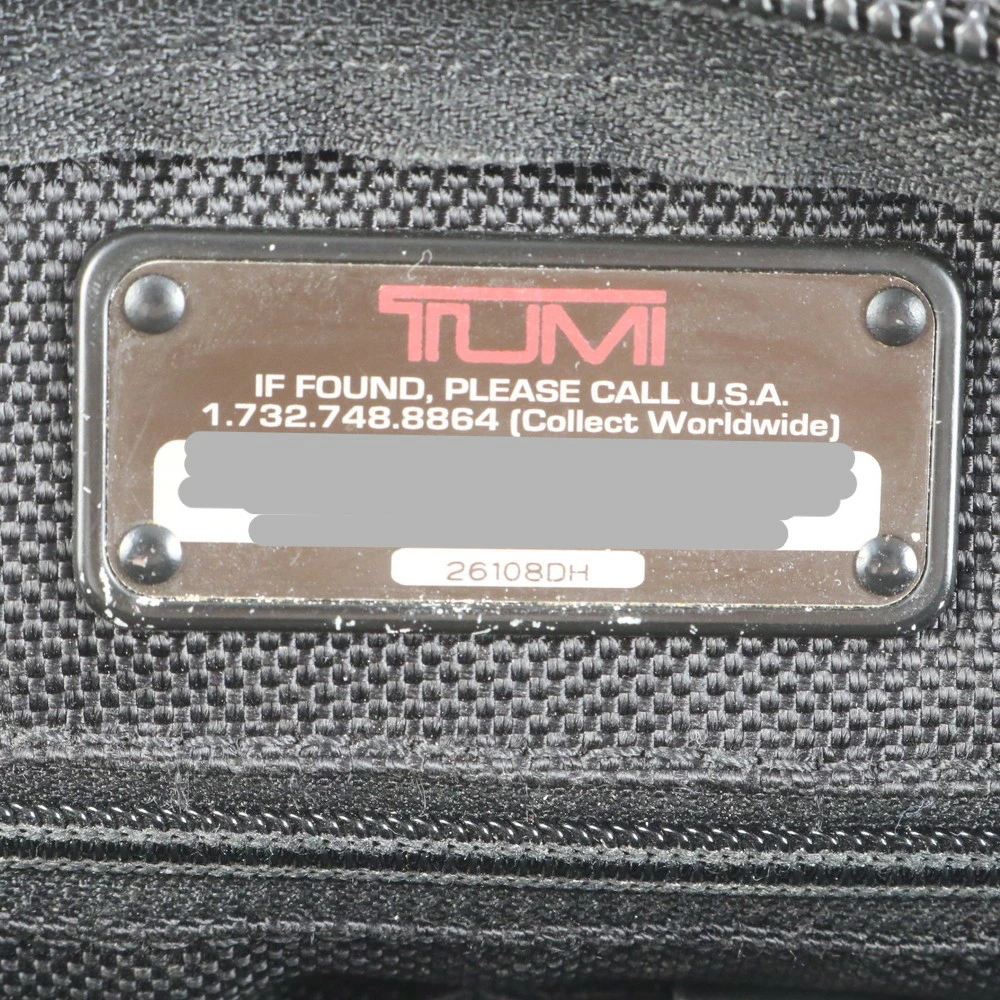 TUMI
IF FOUND, PLEASE CALL U.S.A.
1.732.748.8864 (Collect Worldwide)
26108DH